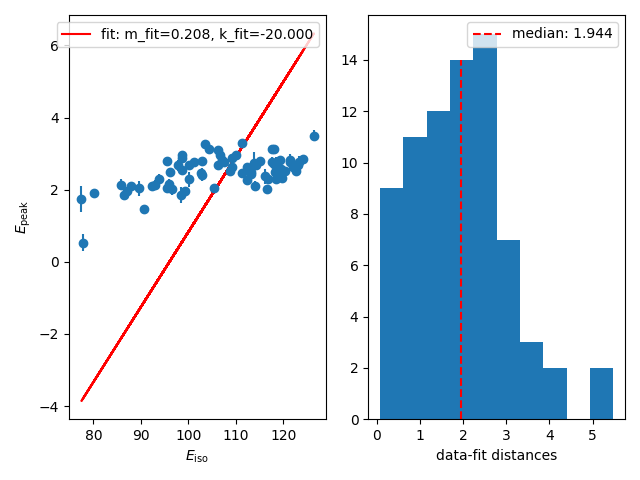 fit: m_fit=0.208, k_fit=-20.000
6
4
2
0
−2
−4
E_peak
80 90 100 110 120
E_iso
median: 1.944
14
12
10
8
6
4
2
0
0 1 2 3 4 5
data-fit distances